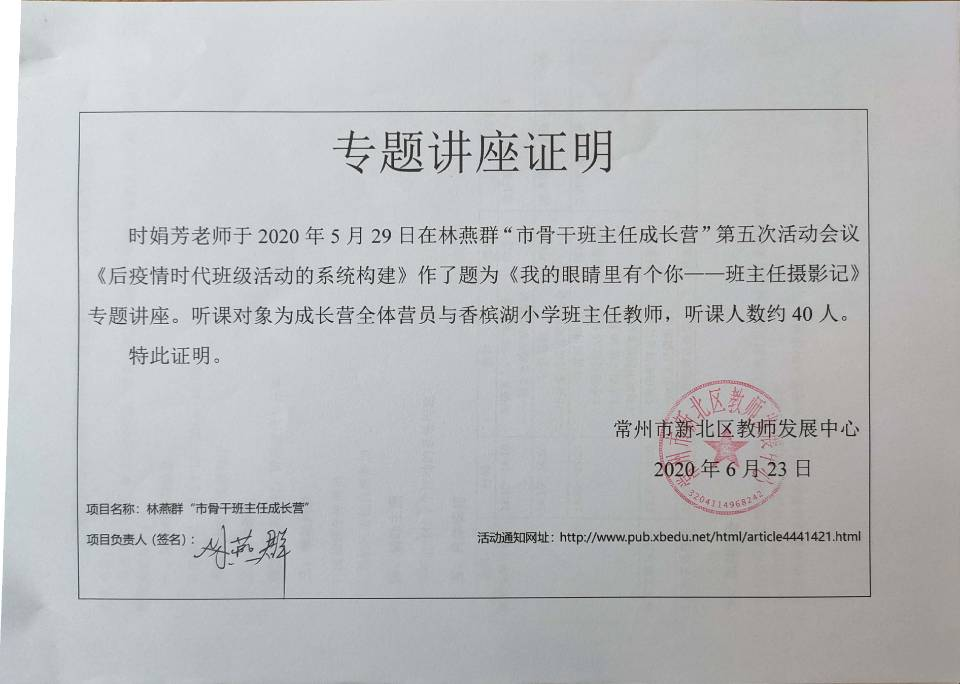 专题讲座证明
时娟芳老师于 2020 年 5 月 29 日在林燕群“市骨干班主任成长营”第五次活动会议
《后疫情时代班级活动的系统构建》作了题为《我的眼睛里有个你——班主任摄影记》
专题讲座。听课对象为成长营全体营员与香槟湖小学班主任教师，听课人数约 40 人。
特此证明。
常州市新北区教师发展中心
常州市新北区教师发展中心
2020 年 6 月 23 日
3204114968242
项目名称：林燕群“市骨干班主任成长营”
项目负责人（签名）：林燕群
活动通知网址：http://www.pub.xbedu.net/html/article4441421.html